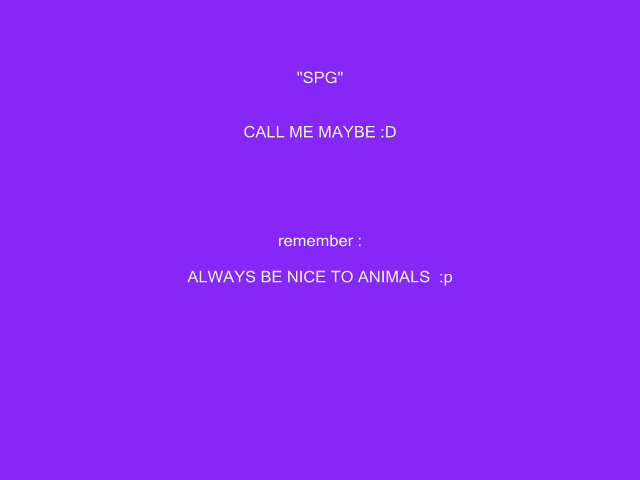 "SPG"
CALL ME MAYBE :D
remember :
ALWAYS BE NICE TO ANIMALS  :p